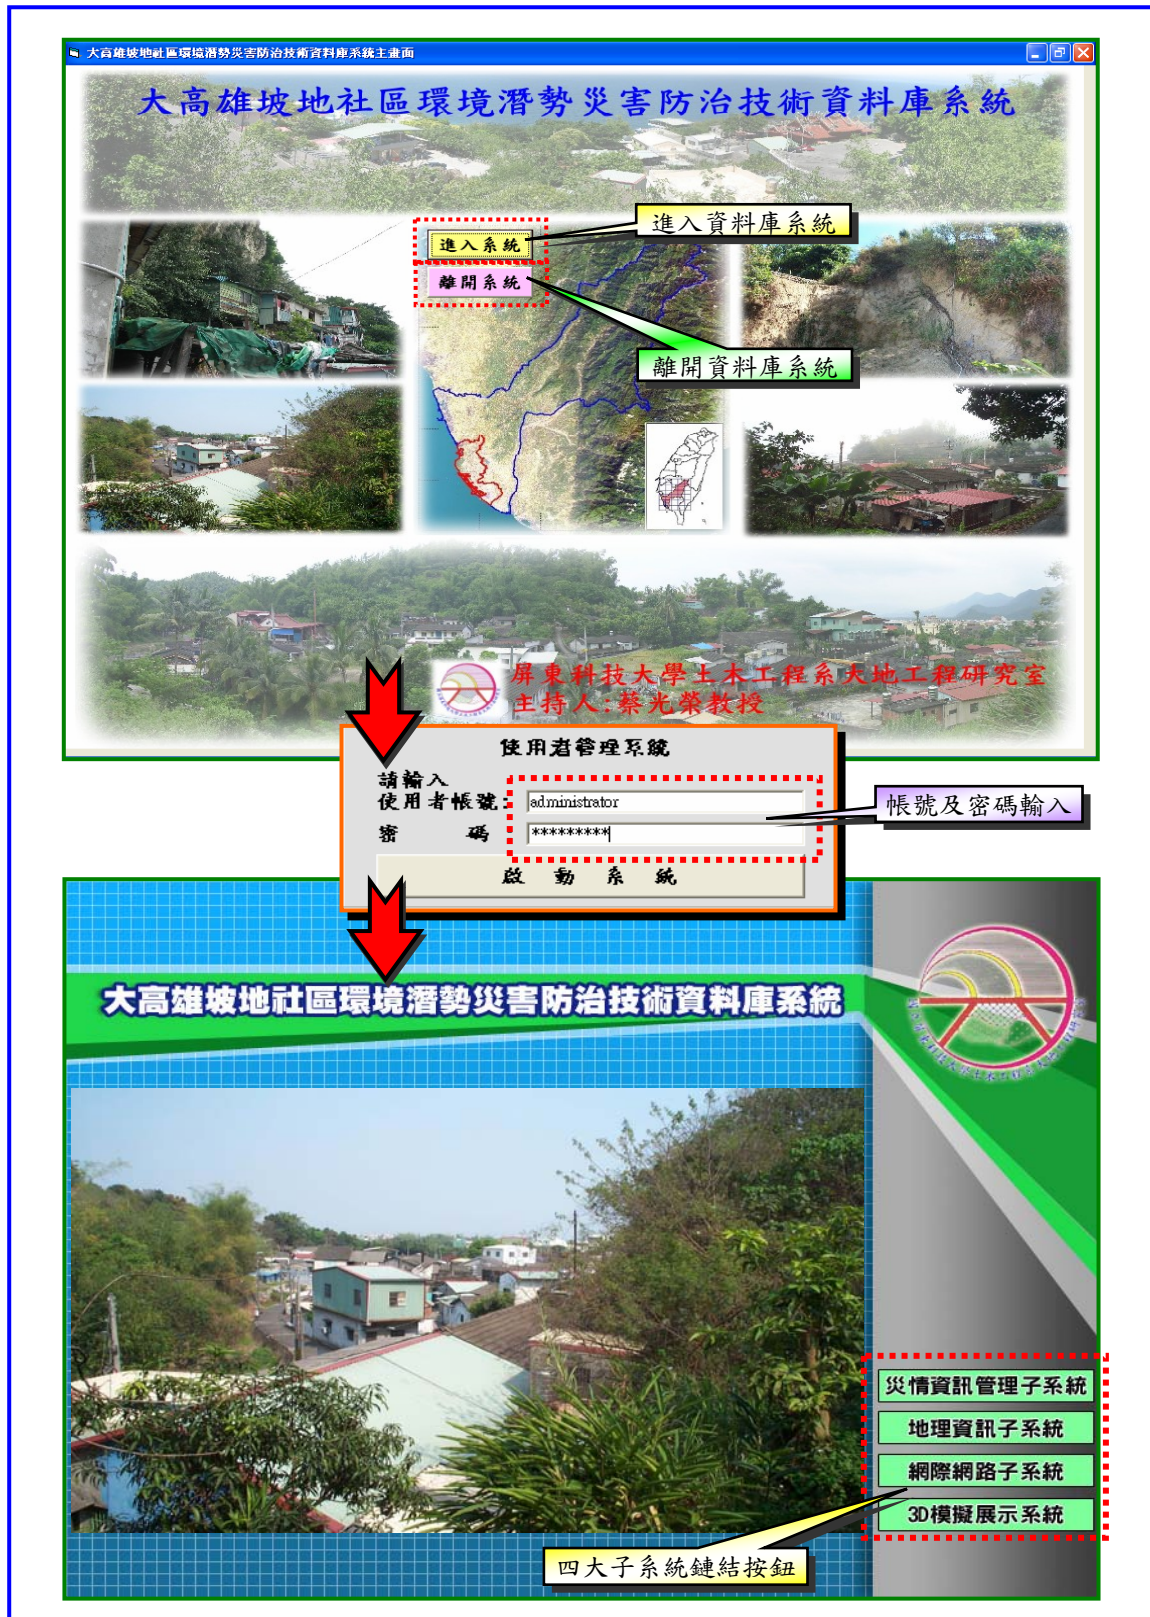 大高雄坡地社區環境潛勢災害防治技術資料庫系統主畫面
大高雄坡地社區環境潛勢災害防治技術資料庫系統
進入系統
進入資料庫系統
離開系統
離開資料庫系統
屏東科技大學土木工程系大地工程研究室
主持人:蔡光榮教授
使用者管理系統
請輸入
使用者帳號: administrator
密 碼 *********
帳號及密碼輸入
啟 動 系 統
大高雄坡地社區環境潛勢災害防治技術資料庫系統
災情資訊管理子系統
地理資訊子系統
網際網路子系統
3D模擬展示系統
四大子系統鏈結按鈕